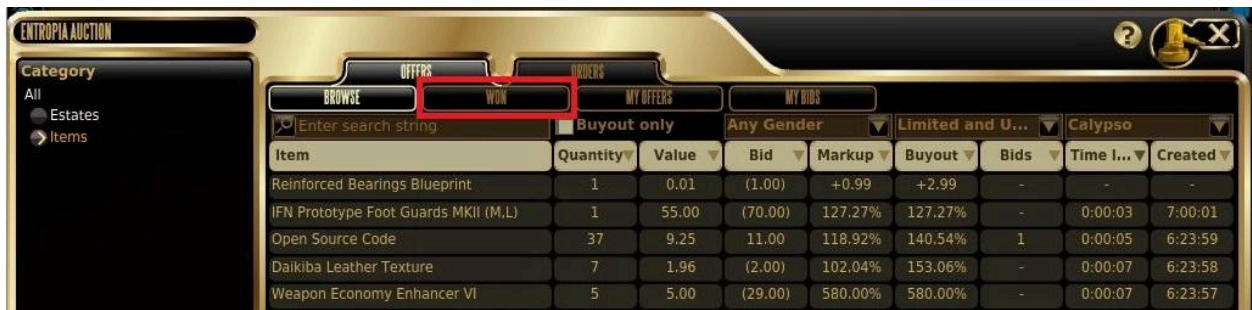 ENTROPIA AUCTION
?
X
Category
All
Estates
Items
OFFERS ORDERS
BROWSE WON MY OFFERS MY BIDS
Enter search string Buyout only Any Gender Limited and U... Calypso
Item Quantity Value Bid Markup Buyout Bids Time l... Created
Reinforced Bearings Blueprint 1 0.01 (1.00) +0.99 +2.99 - - -
IFN Prototype Foot Guards MKII (M,L) 1 55.00 (70.00) 127.27% 127.27% - 0:00:03 7:00:01
Open Source Code 37 9.25 11.00 118.92% 140.54% 1 0:00:05 6:23:59
Daikiba Leather Texture 7 1.96 (2.00) 102.04% 153.06% - 0:00:07 6:23:58
Weapon Economy Enhancer VI 5 5.00 (29.00) 580.00% 580.00% - 0:00:07 6:23:57